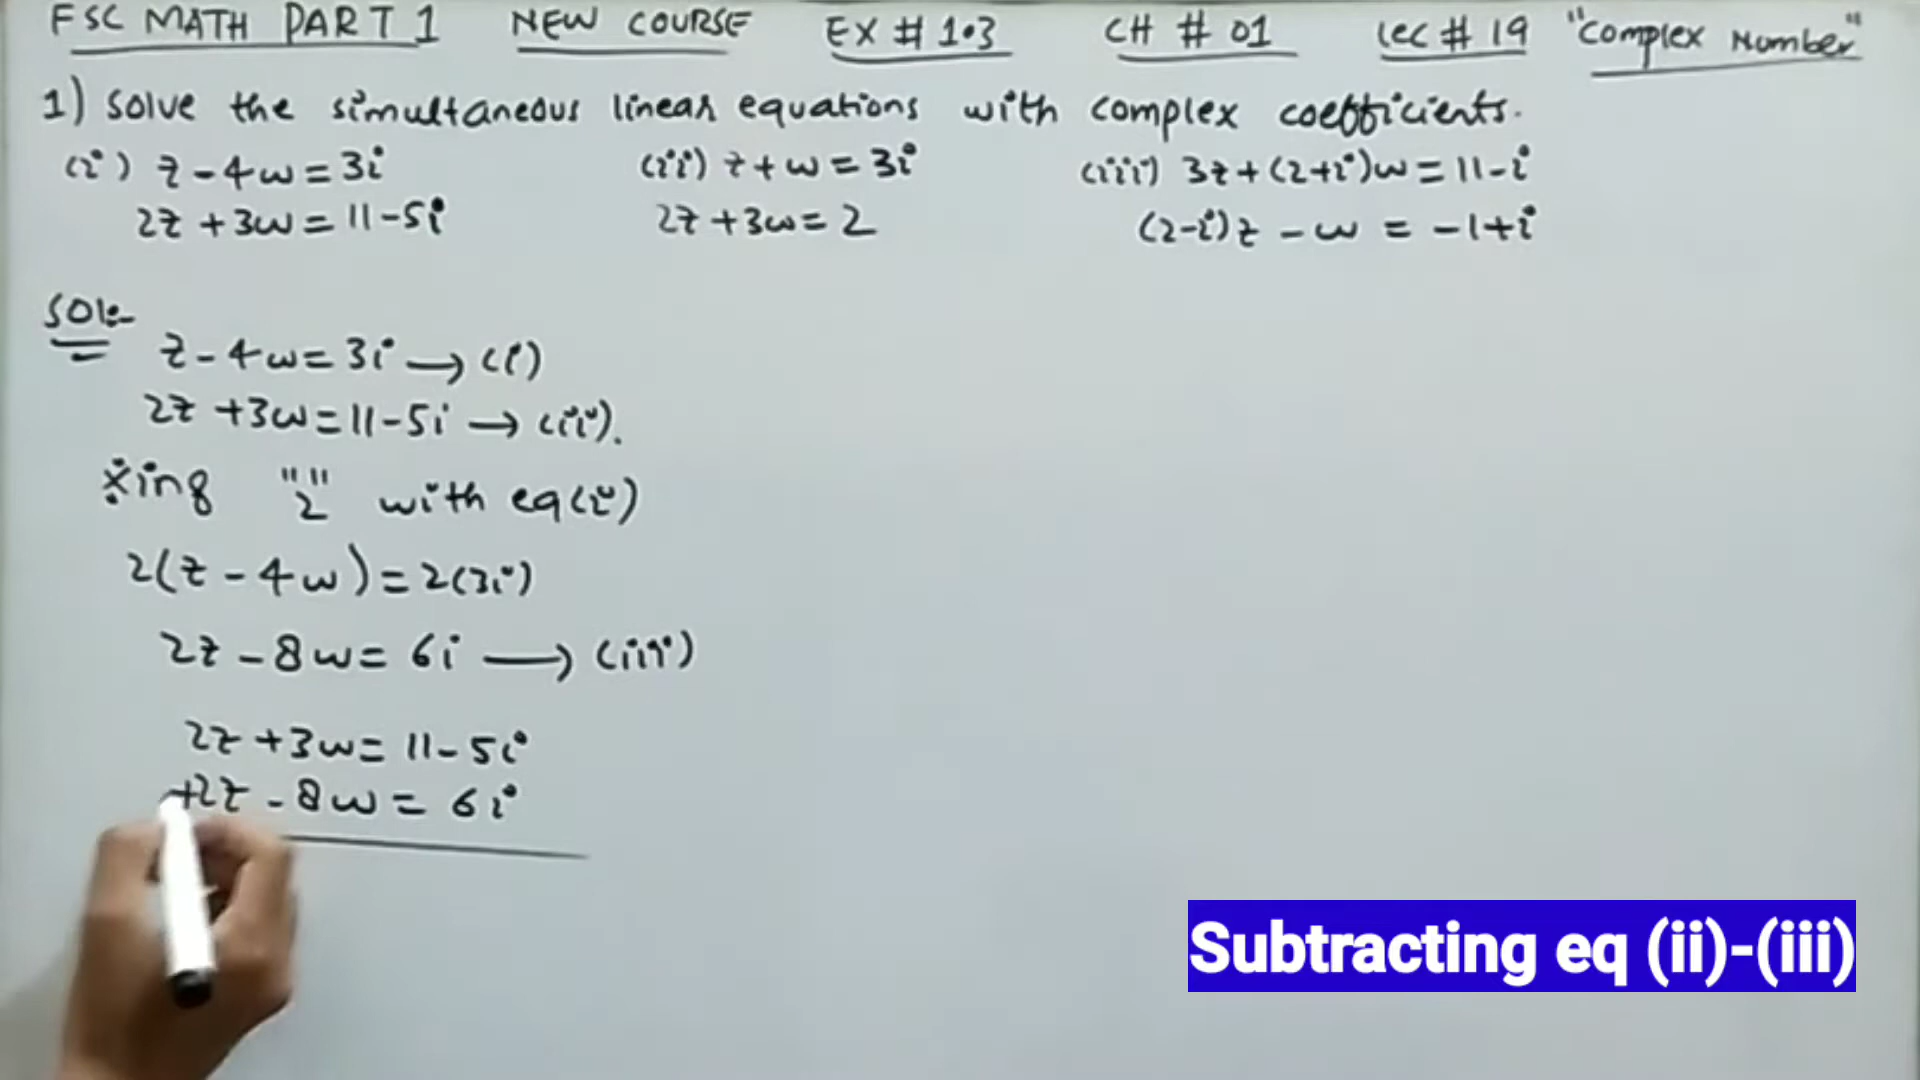 FSC MATH PART 1 NEW COURSE EX # 1.3 CH # 01 Lec # 19 "Complex Number"
1) Solve the simultaneous linear equations with complex coefficients.
(i) z - 4w = 3i (ii) z + w = 3i (iii) 3z + (2+i)w = 11 - i
2z + 3w = 11 - 5i 2z + 3w = 2 (2-i)z - w = -1 + i
Sol:-
z - 4w = 3i → (i)
2z + 3w = 11 - 5i → (ii).
×ing "2" with eq (i)
2(z - 4w) = 2(3i)
2z - 8w = 6i → (iii)
2z + 3w = 11 - 5i
+2z - 8w = 6i
Subtracting eq (ii)-(iii)